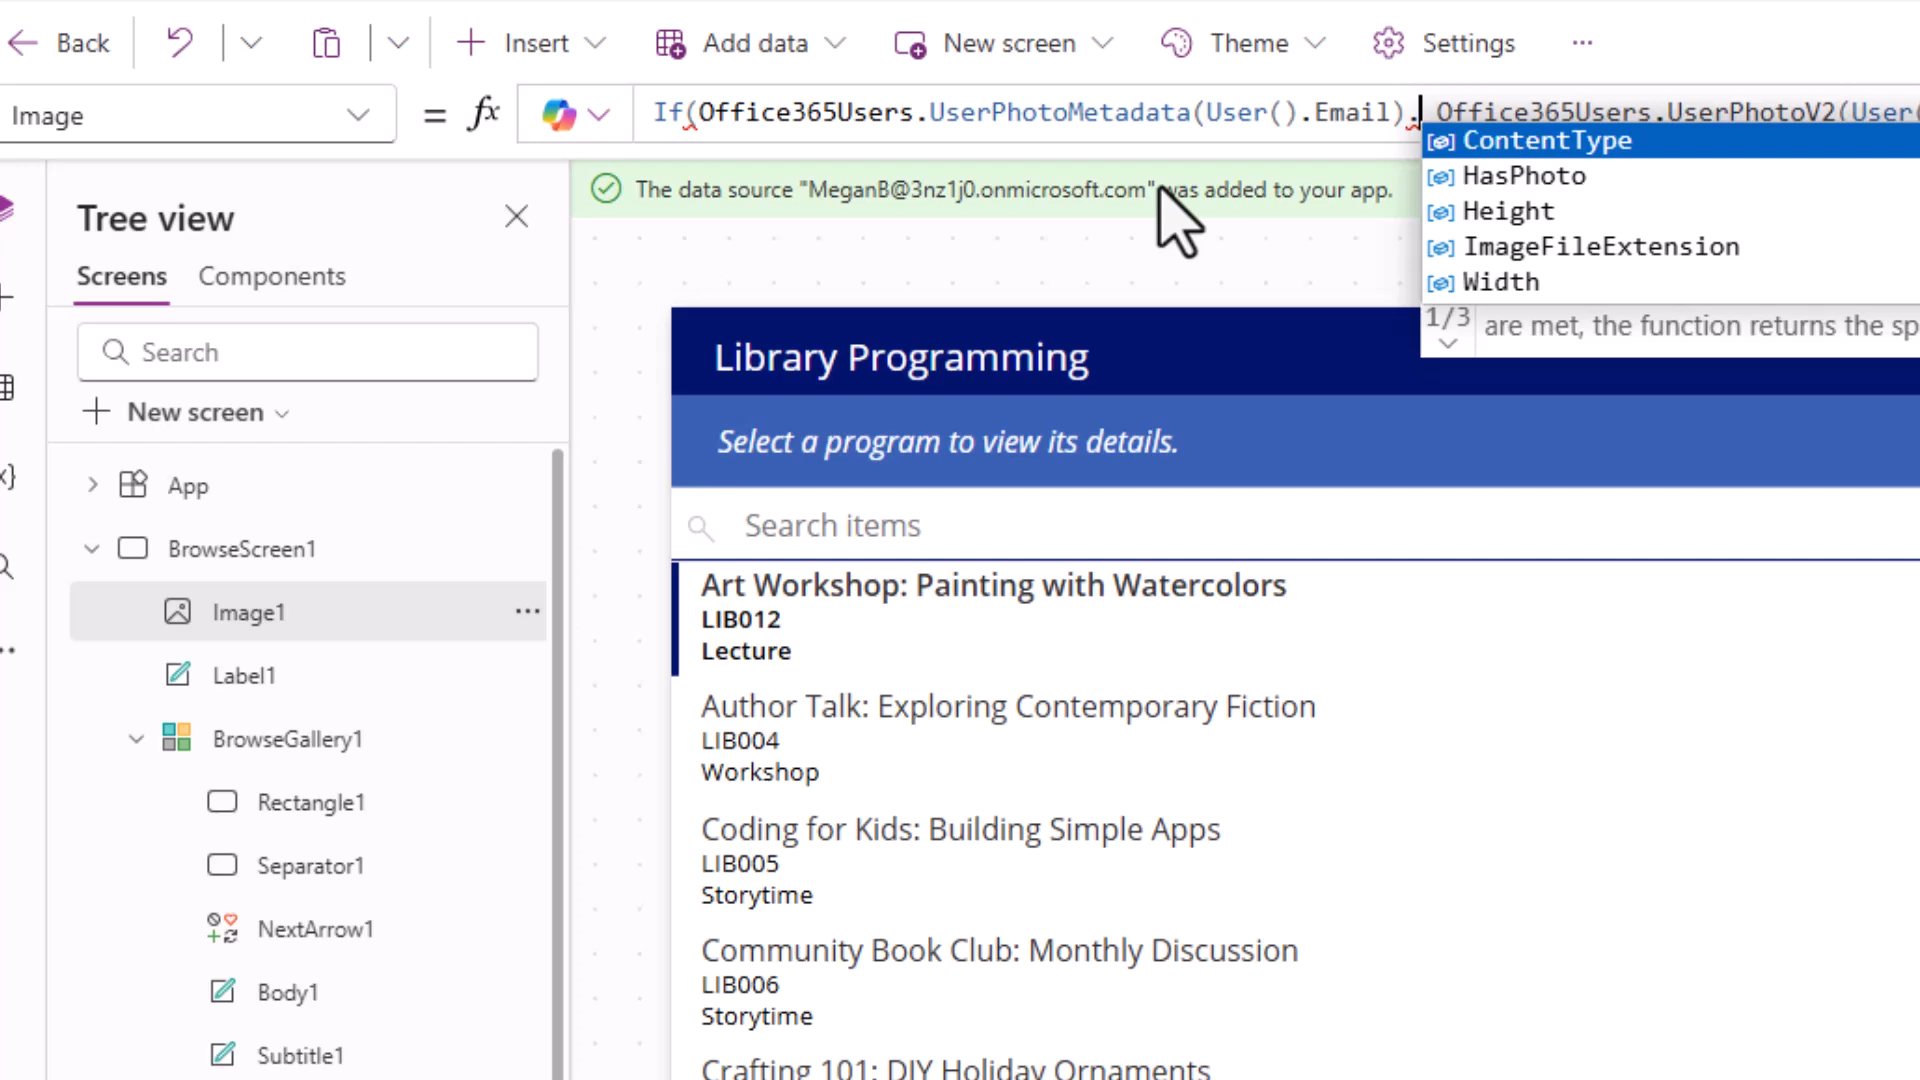 Back
Insert
Add data
New screen
Theme
Settings
Image
= fx
If(Office365Users.UserPhotoMetadata(User().Email). Office365Users.UserPhotoV2(User(
ContentType
HasPhoto
Height
ImageFileExtension
Width
1/3 are met, the function returns the sp
The data source "MeganB@3nz1j0.onmicrosoft.com" was added to your app.
Tree view
Screens Components
Search
New screen
App
BrowseScreen1
Image1
Label1
BrowseGallery1
Rectangle1
Separator1
NextArrow1
Body1
Subtitle1
Library Programming
Select a program to view its details.
Search items
Art Workshop: Painting with Watercolors
LIB012
Lecture
Author Talk: Exploring Contemporary Fiction
LIB004
Workshop
Coding for Kids: Building Simple Apps
LIB005
Storytime
Community Book Club: Monthly Discussion
LIB006
Storytime
Crafting 101: DIY Holiday Ornaments